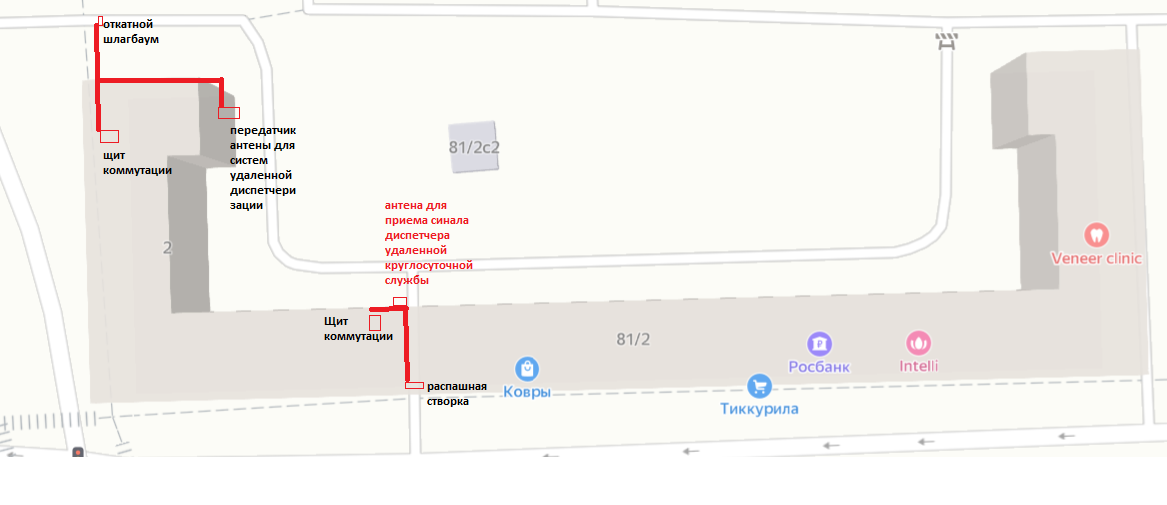 откатной
шлагбаум
передатчик
антены для
систем
удаленной
диспетчери
зации
щит
коммутации
81/2с2
антена для
приема синала
диспетчера
удаленной
круглосуточной
службы
2
Veneer clinic
Щит
коммутации
81/2
Росбанк
Intelli
Ковры
распашная
створка
Тиккурила